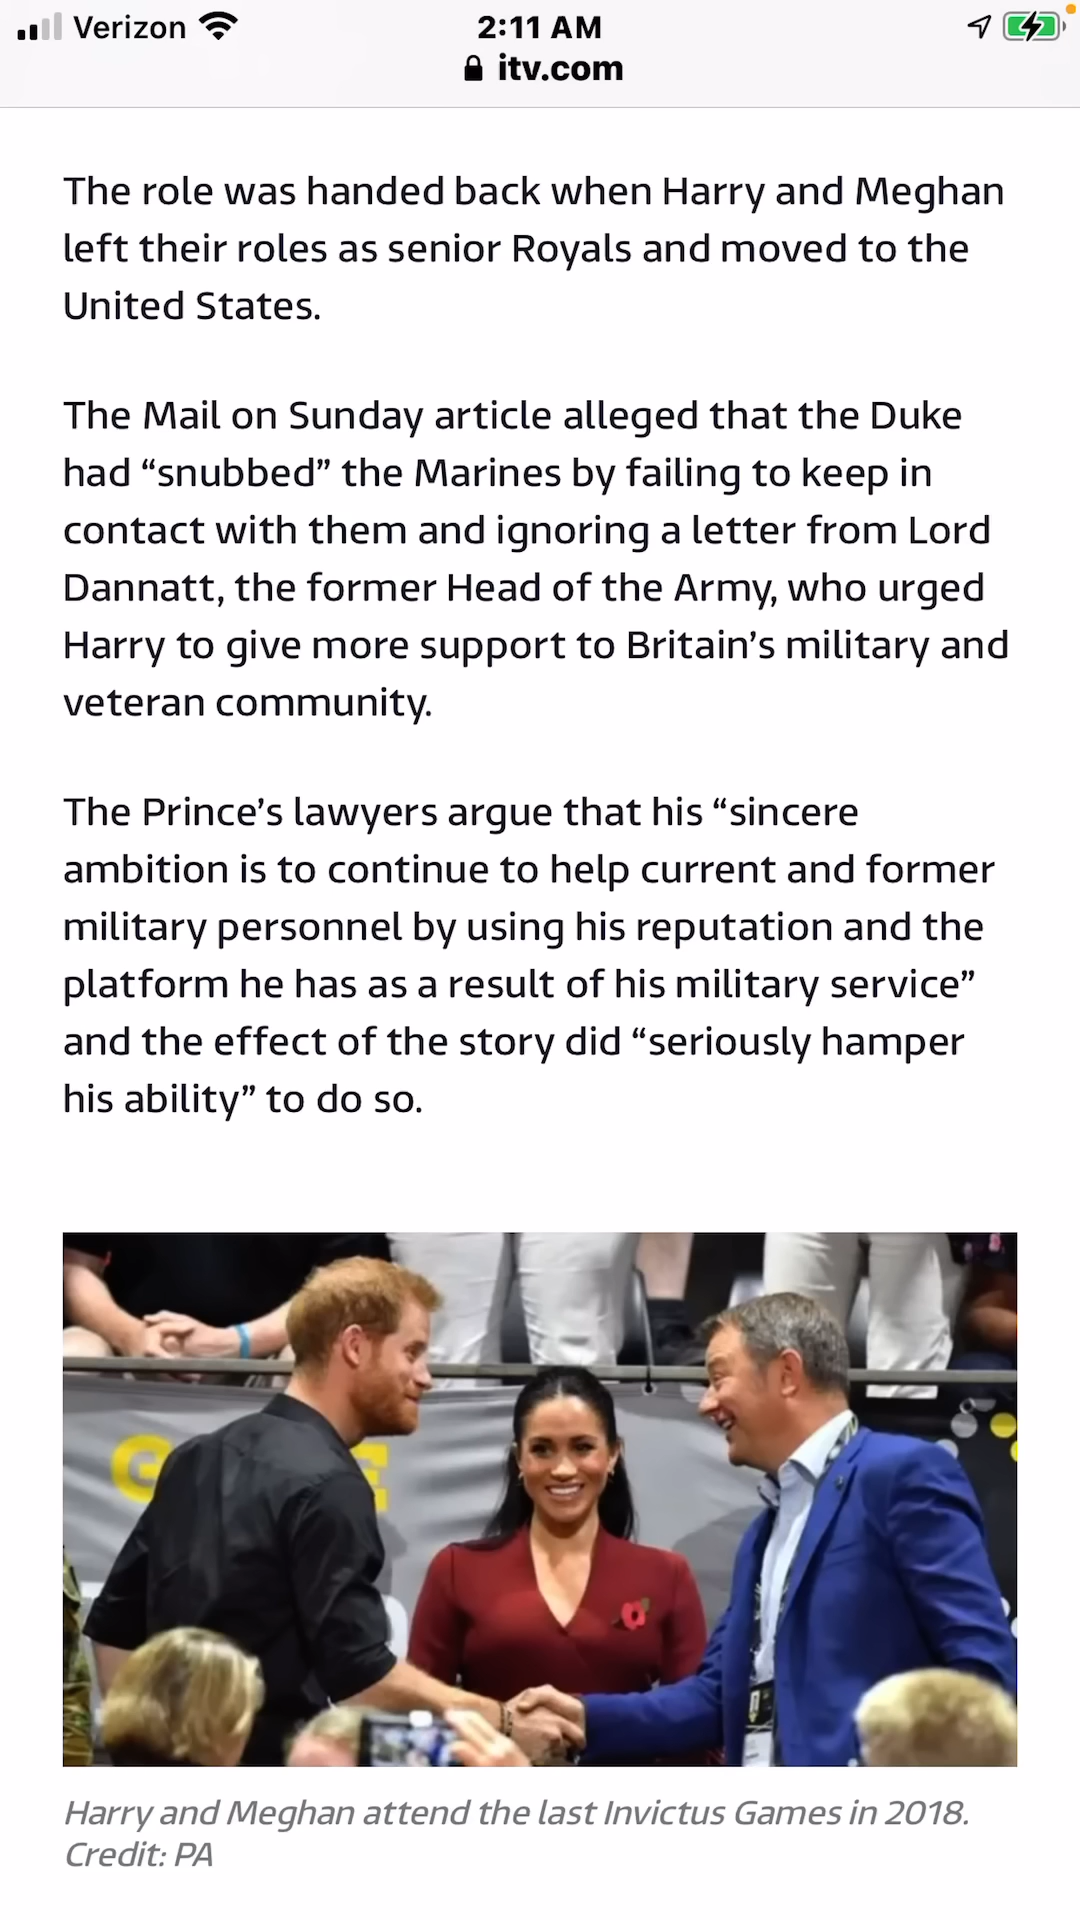 Verizon
2:11 AM
itv.com
The role was handed back when Harry and Meghan
left their roles as senior Royals and moved to the
United States.
The Mail on Sunday article alleged that the Duke
had “snubbed” the Marines by failing to keep in
contact with them and ignoring a letter from Lord
Dannatt, the former Head of the Army, who urged
Harry to give more support to Britain’s military and
veteran community.
The Prince’s lawyers argue that his “sincere
ambition is to continue to help current and former
military personnel by using his reputation and the
platform he has as a result of his military service”
and the effect of the story did “seriously hamper
his ability” to do so.
Harry and Meghan attend the last Invictus Games in 2018.
Credit: PA